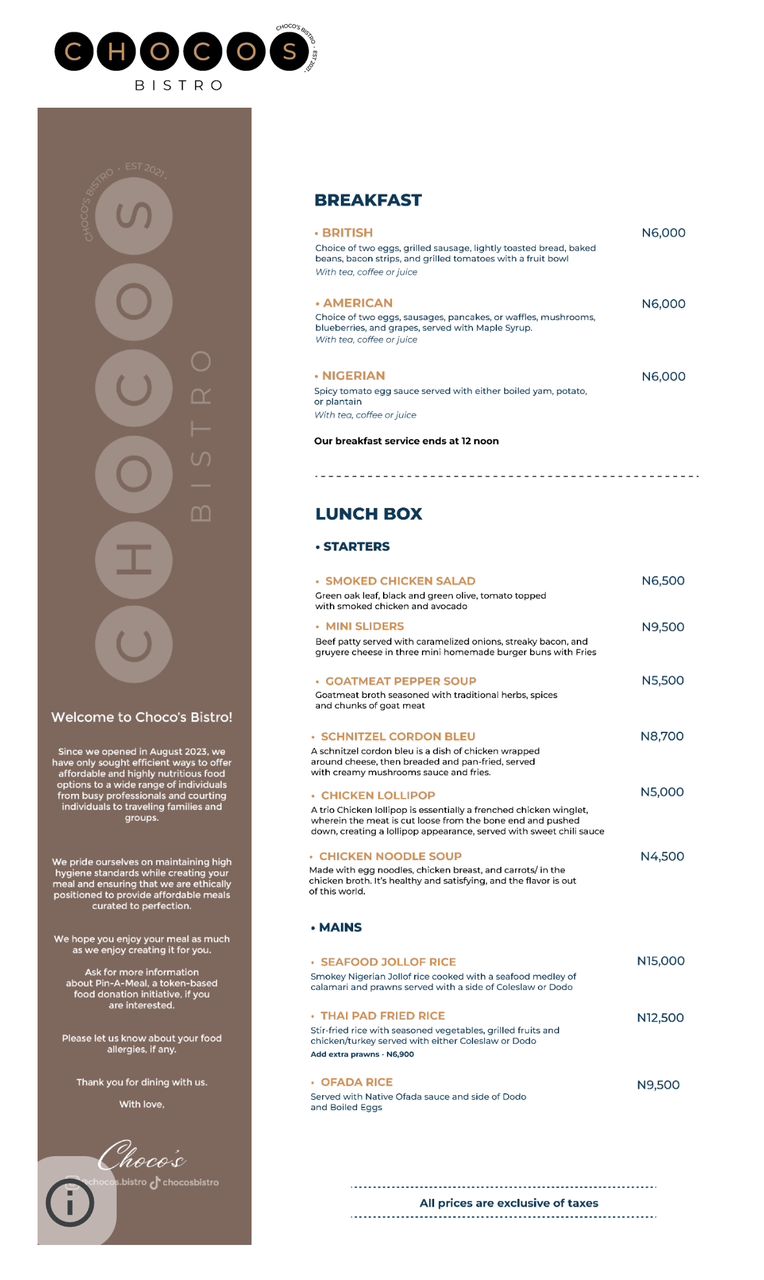 CHOCOS
CHOCO'S BISTRO • EST 2021 •
BISTRO
CHOCO'S BISTRO • EST 2021 •
CHOCOS
BISTRO
Welcome to Choco's Bistro!
Since we opened in August 2023, we
have only sought efficient ways to offer
affordable and highly nutritious food
options to a wide range of individuals
from busy professionals and courting
individuals to traveling families and
groups.
We pride ourselves on maintaining high
hygiene standards while creating your
meal and ensuring that we are ethically
positioned to provide affordable meals
curated to perfection.
We hope you enjoy your meal as much
as we enjoy creating it for you.
Ask for more information
about Pin-A-Meal, a token-based
food donation initiative, if you
are interested.
Please let us know about your food
allergies, if any.
Thank you for dining with us.
With love,
Choco's
@chocos.bistro chocosbistro
BREAKFAST
• BRITISH N6,000
Choice of two eggs, grilled sausage, lightly toasted bread, baked
beans, bacon strips, and grilled tomatoes with a fruit bowl
With tea, coffee or juice
• AMERICAN N6,000
Choice of two eggs, sausages, pancakes, or waffles, mushrooms,
blueberries, and grapes, served with Maple Syrup.
With tea, coffee or juice
• NIGERIAN N6,000
Spicy tomato egg sauce served with either boiled yam, potato,
or plantain
With tea, coffee or juice
Our breakfast service ends at 12 noon
LUNCH BOX
• STARTERS
• SMOKED CHICKEN SALAD N6,500
Green oak leaf, black and green olive, tomato topped
with smoked chicken and avocado
• MINI SLIDERS N9,500
Beef patty served with caramelized onions, streaky bacon, and
gruyere cheese in three mini homemade burger buns with Fries
• GOATMEAT PEPPER SOUP N5,500
Goatmeat broth seasoned with traditional herbs, spices
and chunks of goat meat
• SCHNITZEL CORDON BLEU N8,700
A schnitzel cordon bleu is a dish of chicken wrapped
around cheese, then breaded and pan-fried, served
with creamy mushrooms sauce and fries.
• CHICKEN LOLLIPOP N5,000
A trio Chicken lollipop is essentially a frenched chicken winglet,
wherein the meat is cut loose from the bone end and pushed
down, creating a lollipop appearance, served with sweet chili sauce
• CHICKEN NOODLE SOUP N4,500
Made with egg noodles, chicken breast, and carrots/ in the
chicken broth. It's healthy and satisfying, and the flavor is out
of this world.
• MAINS
• SEAFOOD JOLLOF RICE N15,000
Smokey Nigerian Jollof rice cooked with a seafood medley of
calamari and prawns served with a side of Coleslaw or Dodo
• THAI PAD FRIED RICE N12,500
Stir-fried rice with seasoned vegetables, grilled fruits and
chicken/turkey served with either Coleslaw or Dodo
Add extra prawns - N6,900
• OFADA RICE N9,500
Served with Native Ofada sauce and side of Dodo
and Boiled Eggs
All prices are exclusive of taxes